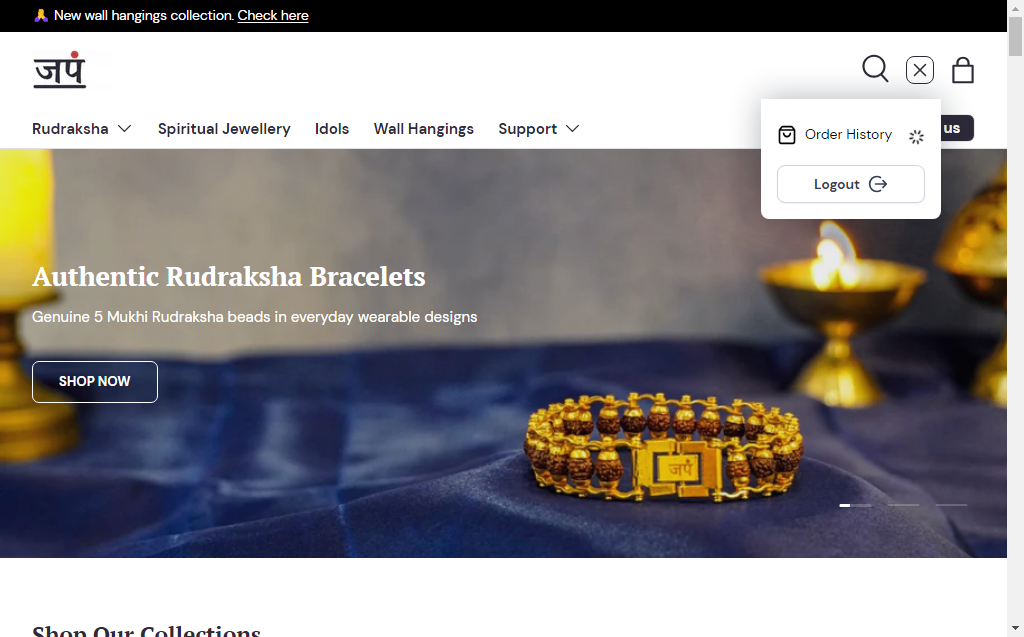 New wall hangings collection. Check here
जपं
Rudraksha
Spiritual Jewellery
Idols
Wall Hangings
Support
us
Order History
Logout
Authentic Rudraksha Bracelets
Genuine 5 Mukhi Rudraksha beads in everyday wearable designs
SHOP NOW
जपं
Shop Our Collections